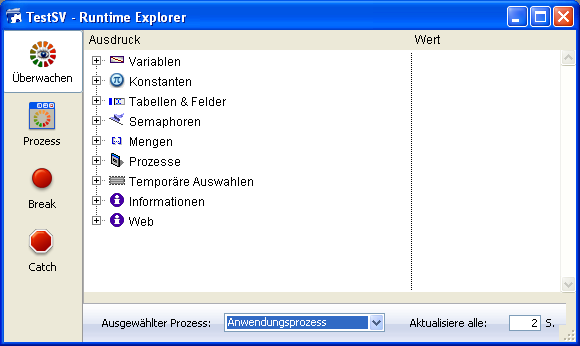 TestSV - Runtime Explorer
Überwachen
Prozess
Break
Catch
Ausdruck Wert
Variablen
Konstanten
Tabellen & Felder
Semaphoren
Mengen
Prozesse
Temporäre Auswahlen
Informationen
Web
Ausgewählter Prozess: Anwendungsprozess Aktualisiere alle: 2 S.